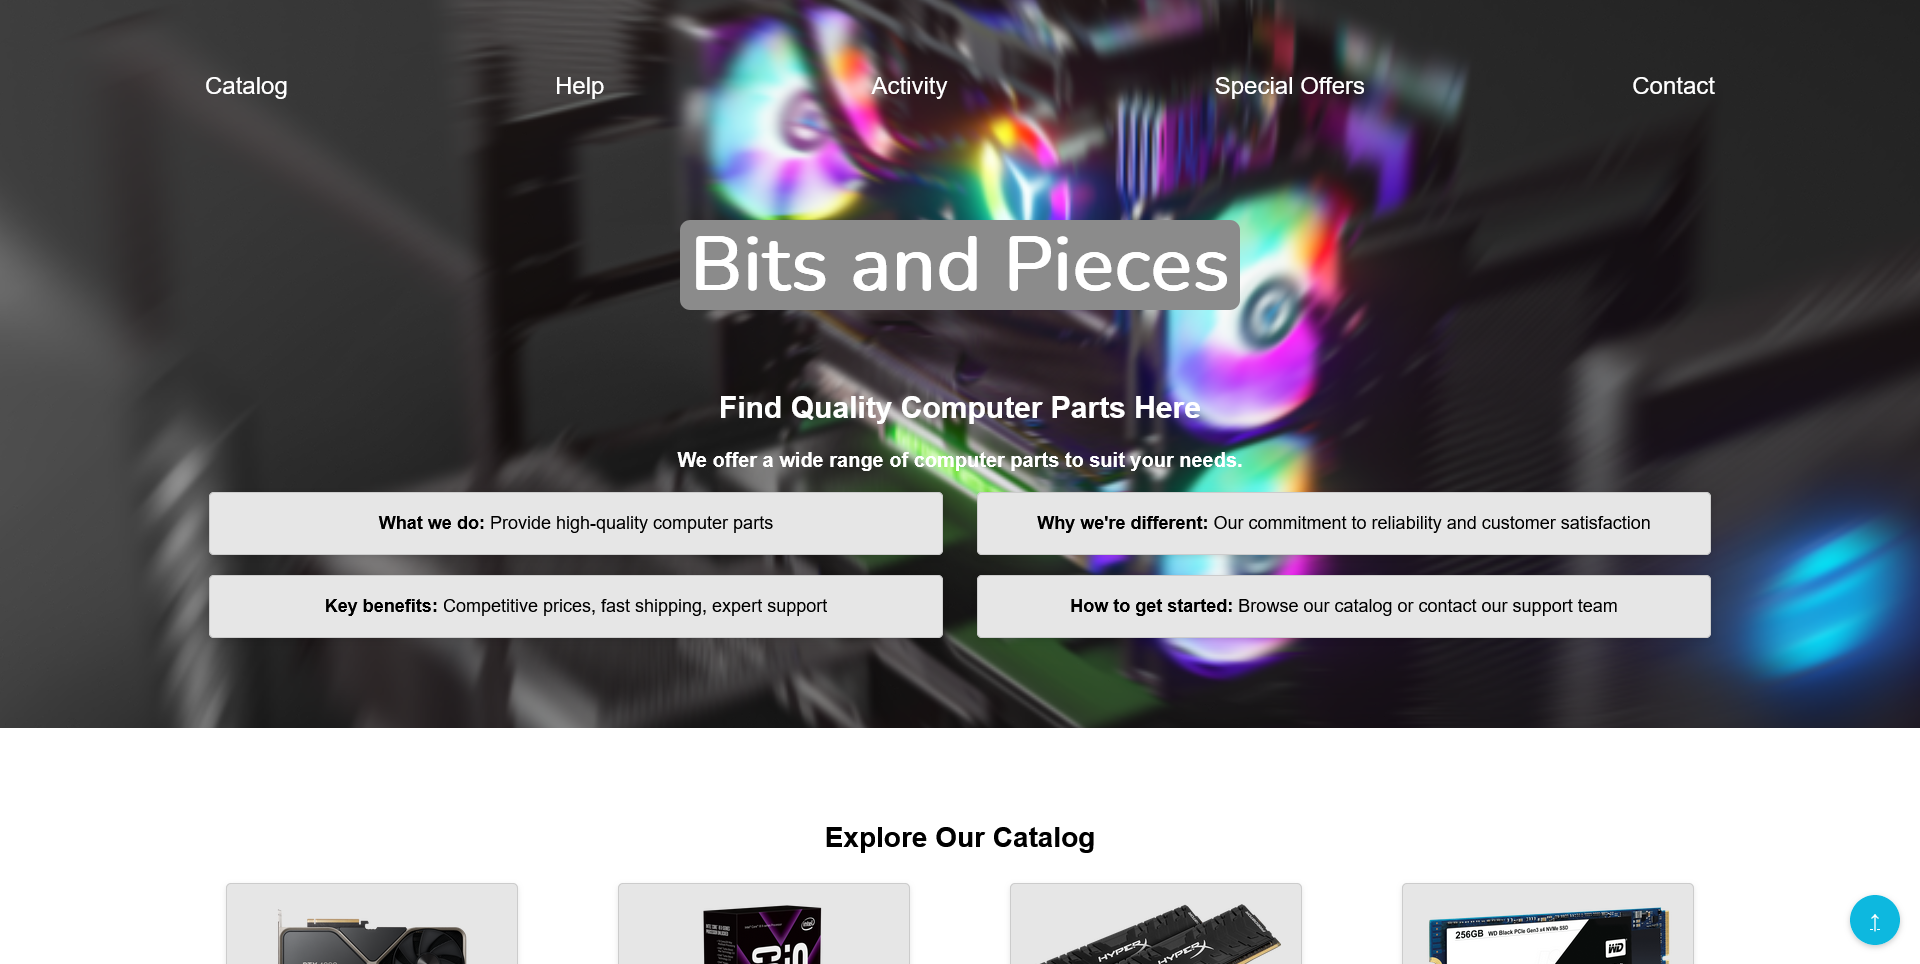 Catalog Help Activity Special Offers Contact
Bits and Pieces
Find Quality Computer Parts Here
We offer a wide range of computer parts to suit your needs.
What we do: Provide high-quality computer parts
Why we're different: Our commitment to reliability and customer satisfaction
Key benefits: Competitive prices, fast shipping, expert support
How to get started: Browse our catalog or contact our support team
Explore Our Catalog
intel
HYPERX
HYPERX
256GB WD Black PCIe Gen3 x4 NVMe SSD
WD
↑